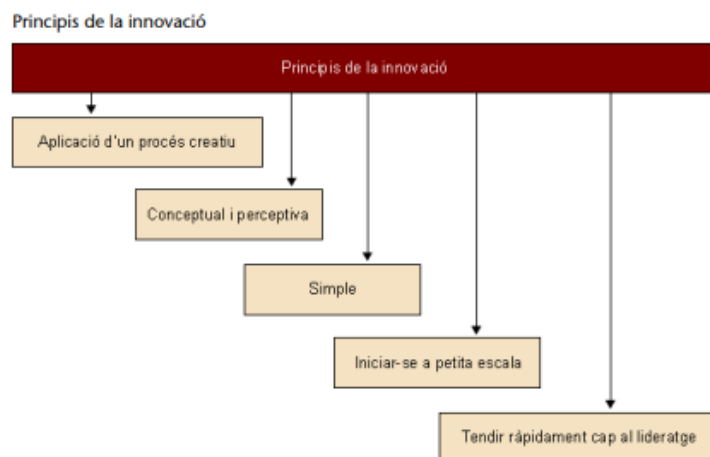 Principis de la innovació
Principis de la innovació
Aplicació d'un procés creatiu
Conceptual i perceptiva
Simple
Iniciar-se a petita escala
Tendir ràpidament cap al lideratge